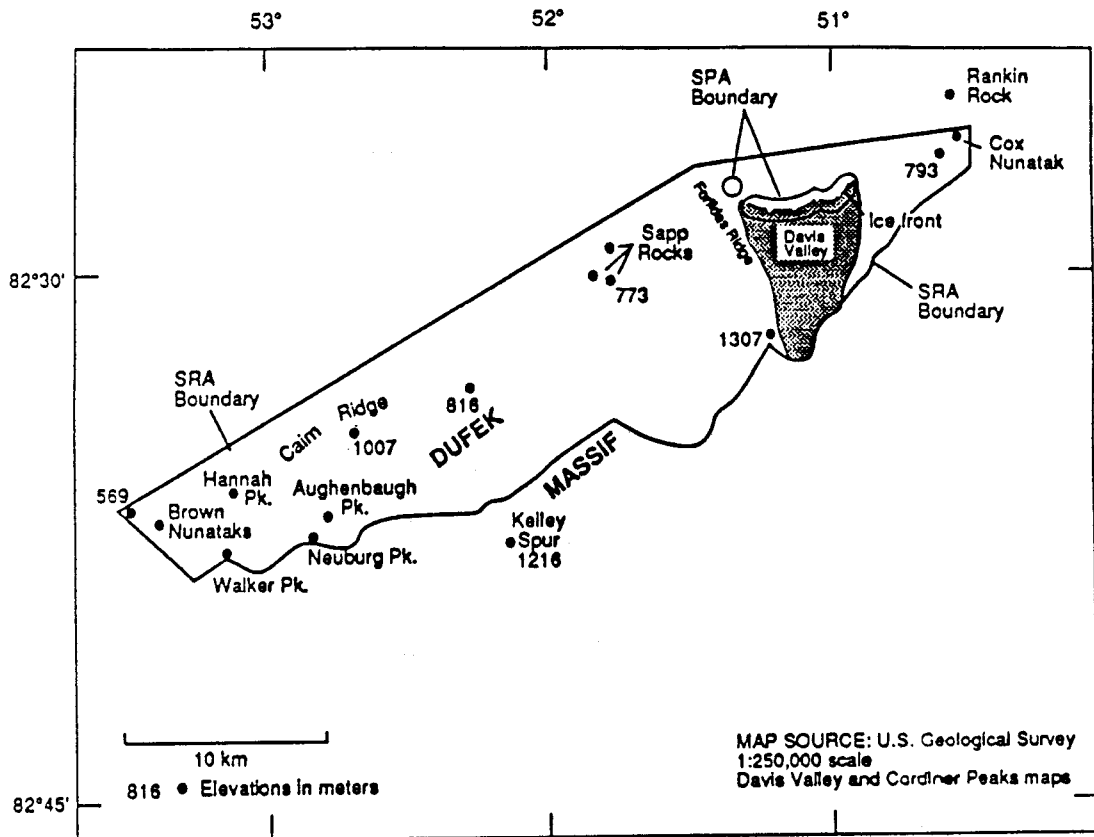 53°
52°
51°
SPA
Boundary
Rankin
Rock
Cox
Nunatak
793
Forlidas Ridge
Ice front
Davis
Valley
Sapp
Rocks
773
82°30'
SRA
Boundary
1307
SRA
Boundary
816
Cairn Ridge
1007
DUFEK
MASSIF
Hannah
Pk.
Aughenbaugh
Pk.
569
Brown
Nunataks
Kelley
Spur
1216
Neuburg Pk.
Walker Pk.
10 km
816 ● Elevations in meters
MAP SOURCE: U.S. Geological Survey
1:250,000 scale
Davis Valley and Cordiner Peaks maps
82°45'